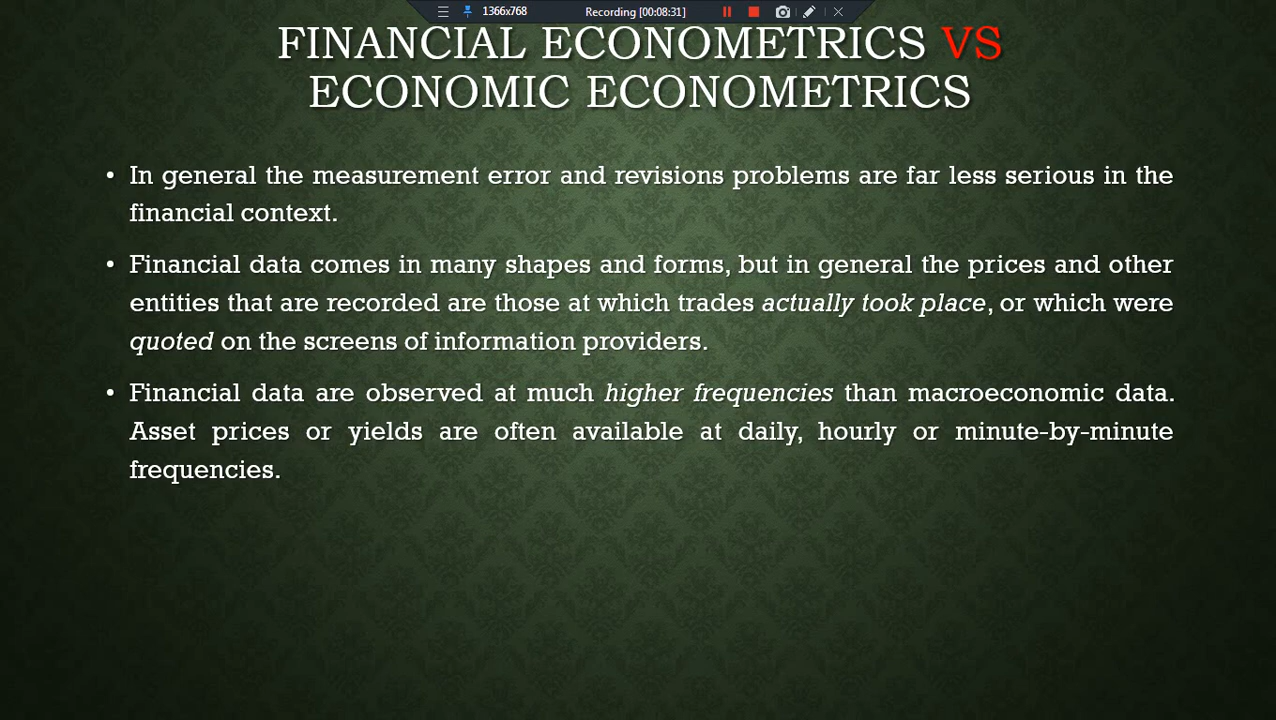 1366x768 Recording [00:08:31]
FINANCIAL ECONOMETRICS VS
ECONOMIC ECONOMETRICS
• In general the measurement error and revisions problems are far less serious in the
financial context.
• Financial data comes in many shapes and forms, but in general the prices and other
entities that are recorded are those at which trades actually took place, or which were
quoted on the screens of information providers.
• Financial data are observed at much higher frequencies than macroeconomic data.
Asset prices or yields are often available at daily, hourly or minute-by-minute
frequencies.